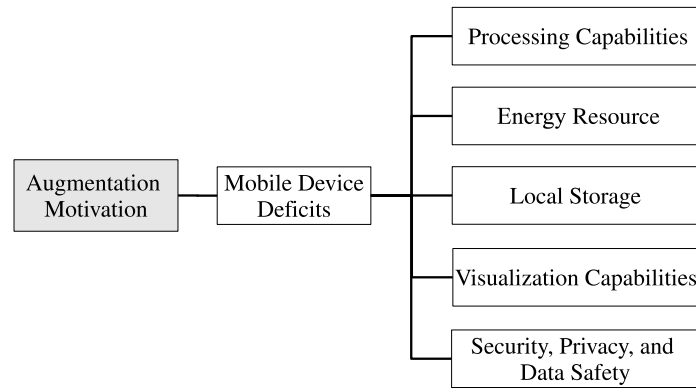 Augmentation
Motivation
Mobile Device
Deficits
Processing Capabilities
Energy Resource
Local Storage
Visualization Capabilities
Security, Privacy, and
Data Safety